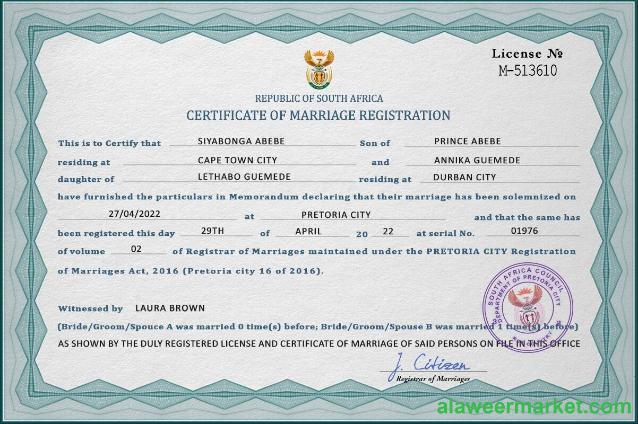 License №
M-513610
REPUBLIC OF SOUTH AFRICA
CERTIFICATE OF MARRIAGE REGISTRATION
This is to Certify that SIYABONGA ABEBE Son of PRINCE ABEBE
residing at CAPE TOWN CITY and ANNIKA GUEMEDE
daughter of LETHABO GUEMEDE residing at DURBAN CITY
have furnished the particulars in Memorandum declaring that their marriage has been solemnized on
27/04/2022 at PRETORIA CITY and that the same has
been registered this day 29TH of APRIL 20 22 at serial No. 01976
of volume 02 of Registrar of Marriages maintained under the PRETORIA CITY Registration
of Marriages Act, 2016 (Pretoria city 16 of 2016).
SOUTH AFRICA COUNCIL
DEPARTMENT OF PRETORIA CITY
Witnessed by LAURA BROWN
(Bride/Groom/Spouce A was married 0 time(s) before; Bride/Groom/Spouse B was married 1 time(s) before)
AS SHOWN BY THE DULY REGISTERED LICENSE AND CERTIFICATE OF MARRIAGE OF SAID PERSONS ON FILE IN THIS OFFICE
J. Citizen
Registrar of Marriages
alaweermarket.com